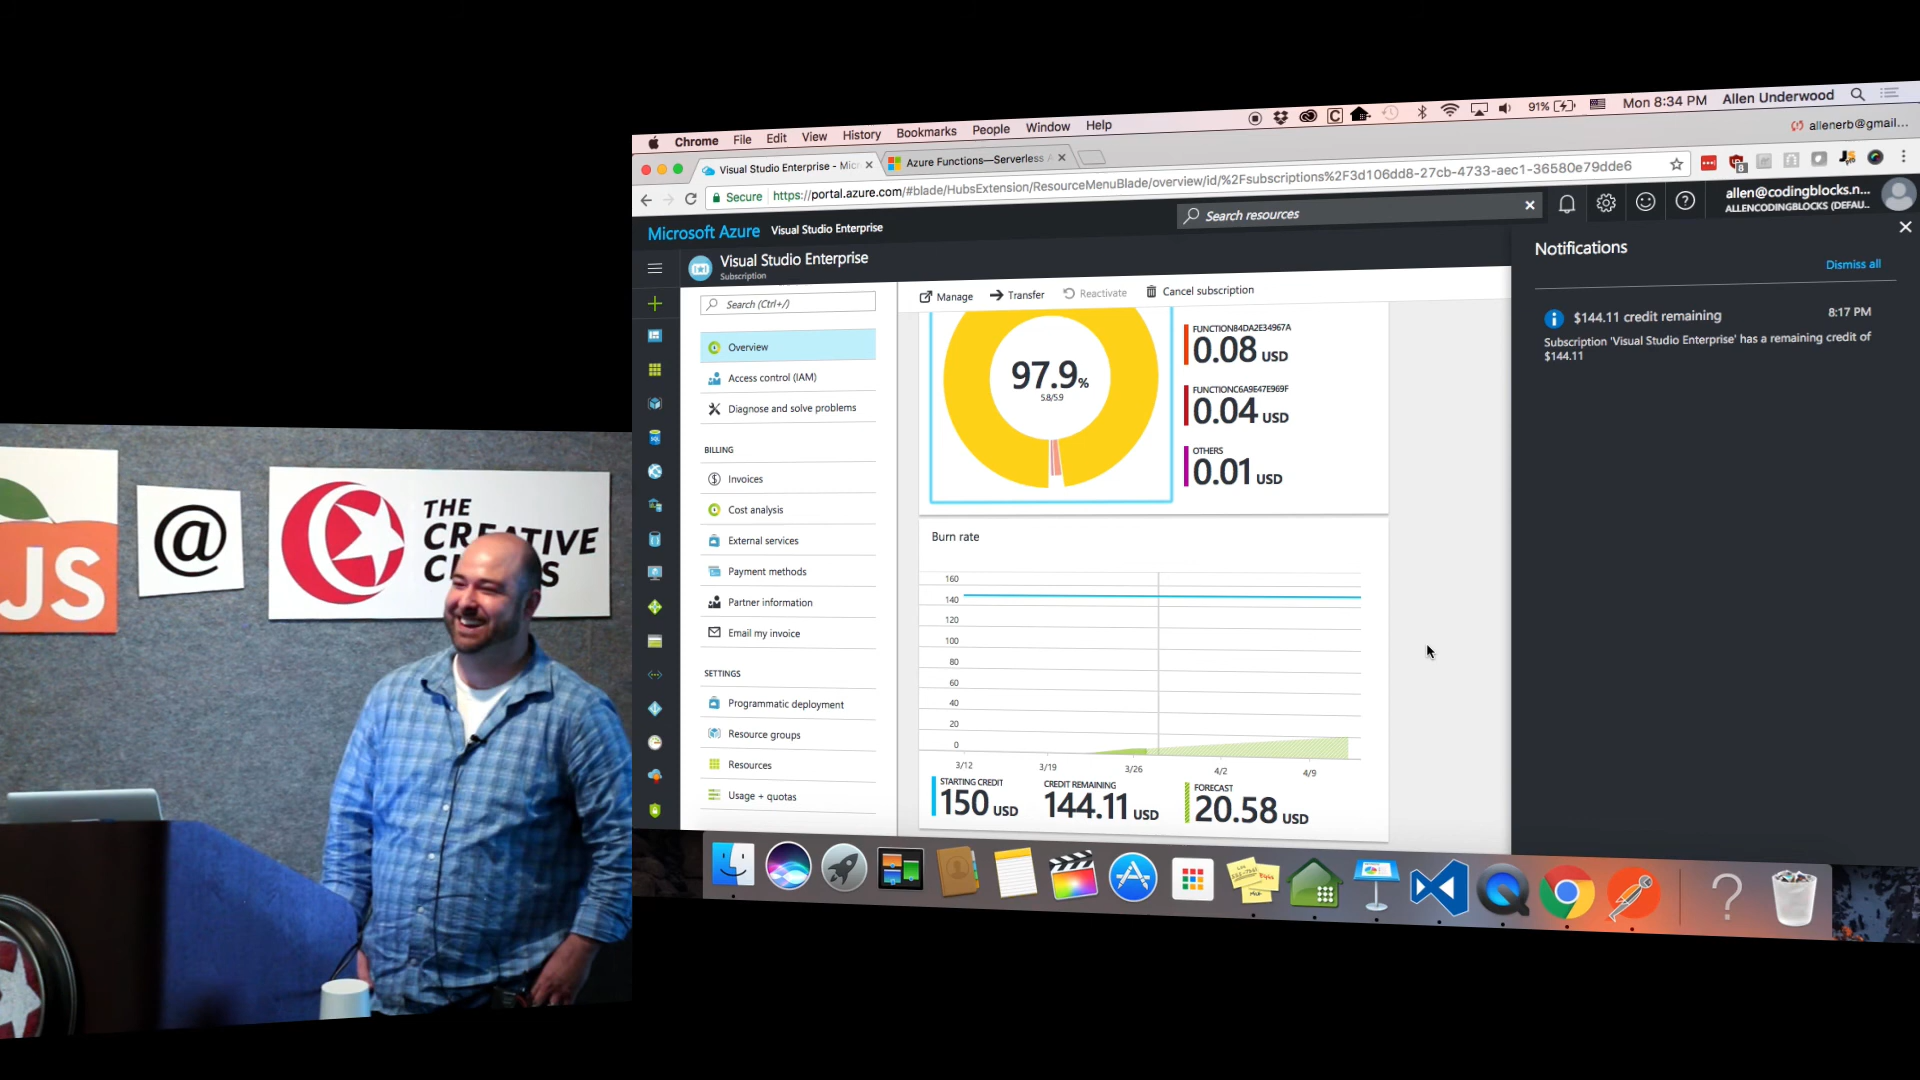 JS
@
THE
CREATIVE
C S
Chrome File Edit View History Bookmarks People Window Help
91% Mon 8:34 PM Allen Underwood
Visual Studio Enterprise - Micr
Azure Functions—Serverless A
allenerb@gmail...
Secure https://portal.azure.com/#blade/HubsExtension/ResourceMenuBlade/overview/id/%2Fsubscriptions%2F3d106dd8-27cb-4733-aec1-36580e79dde6
8
Microsoft Azure Visual Studio Enterprise
Search resources
allen@codingblocks.n...
ALLENCODINGBLOCKS (DEFAU...
Visual Studio Enterprise
Subscription
Search (Ctrl+/)
Overview
Access control (IAM)
Diagnose and solve problems
BILLING
Invoices
Cost analysis
External services
Payment methods
Partner information
Email my invoice
SETTINGS
Programmatic deployment
Resource groups
Resources
Usage + quotas
Manage Transfer Reactivate Cancel subscription
97.9%
5.8/5.9
FUNCTION84DA2E34967A
0.08 USD
FUNCTIONC6A9E47E969F
0.04 USD
OTHERS
0.01 USD
Burn rate
160
140
120
100
80
60
40
20
0
3/12 3/19 3/26 4/2 4/9
STARTING CREDIT
150 USD
CREDIT REMAINING
144.11 USD
FORECAST
20.58 USD
Notifications
Dismiss all
$144.11 credit remaining 8:17 PM
Subscription 'Visual Studio Enterprise' has a remaining credit of
$144.11